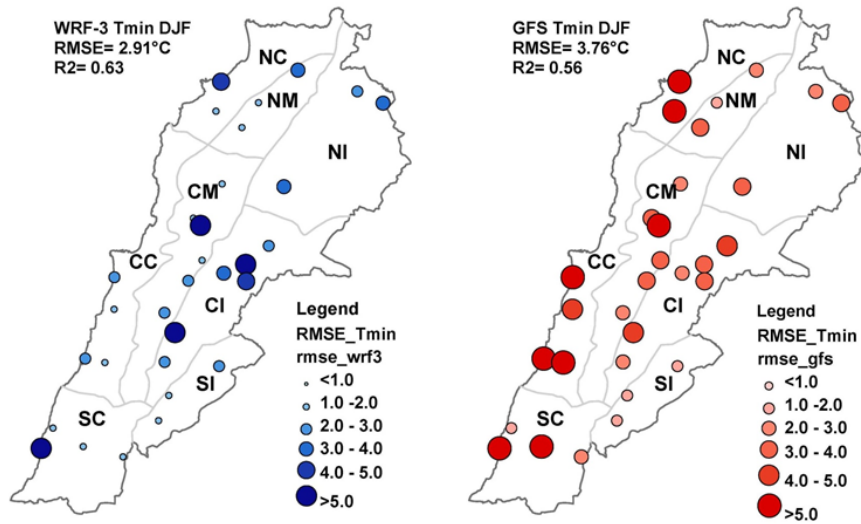 WRF-3 Tmin DJF
RMSE= 2.91°C
R2= 0.63
NC
NM
NI
CM
CC
CI
SI
SC
Legend
RMSE_Tmin
rmse_wrf3
<1.0
1.0 -2.0
2.0 - 3.0
3.0 - 4.0
4.0 - 5.0
>5.0
GFS Tmin DJF
RMSE= 3.76°C
R2= 0.56
NC
NM
NI
CM
CC
CI
SI
SC
Legend
RMSE_Tmin
rmse_gfs
<1.0
1.0 -2.0
2.0 - 3.0
3.0 - 4.0
4.0 - 5.0
>5.0